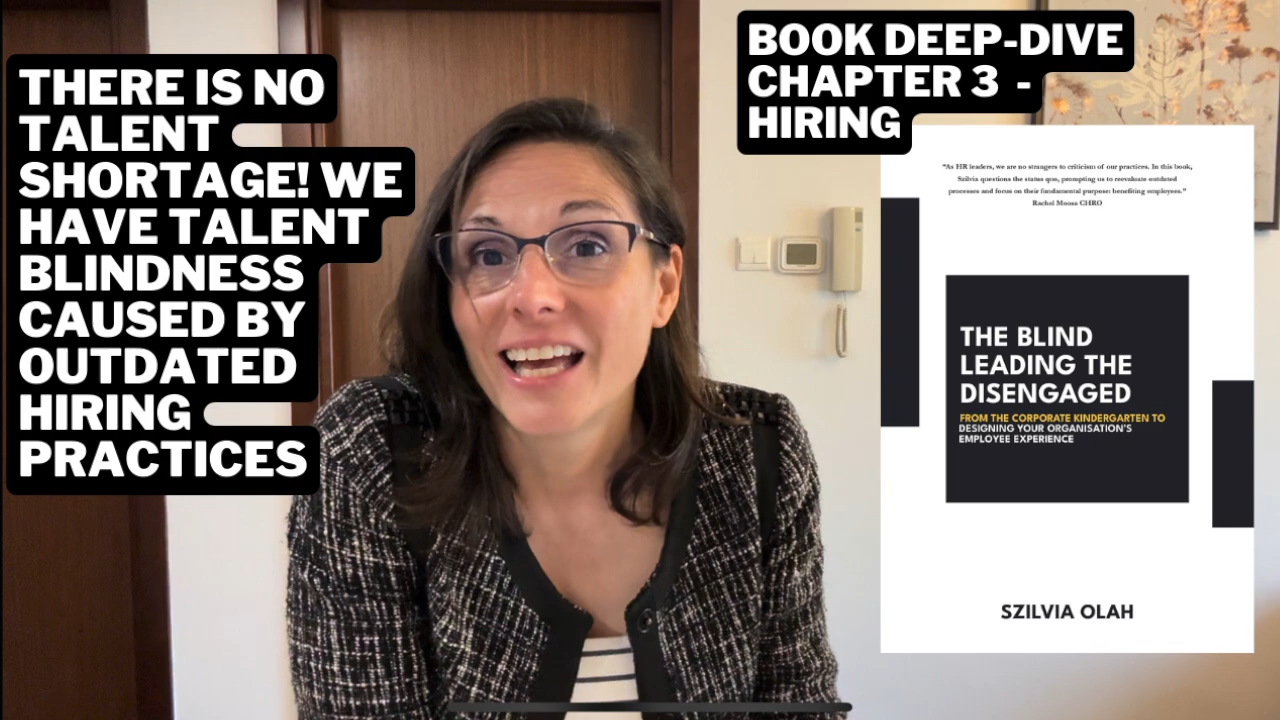 THERE IS NO
TALENT
SHORTAGE! WE
HAVE TALENT
BLINDNESS
CAUSED BY
OUTDATED
HIRING
PRACTICES
BOOK DEEP-DIVE
CHAPTER 3 -
HIRING
"As HR leaders, we are no strangers to criticism of our practices. In this book,
Szilvia questions the status quo, prompting us to reevaluate outdated
processes and focus on their fundamental purpose: benefiting employees."
Rachel Moose CHRO
THE BLIND
LEADING THE
DISENGAGED
FROM THE CORPORATE KINDERGARTEN TO
DESIGNING YOUR ORGANISATION'S
EMPLOYEE EXPERIENCE
SZILVIA OLAH